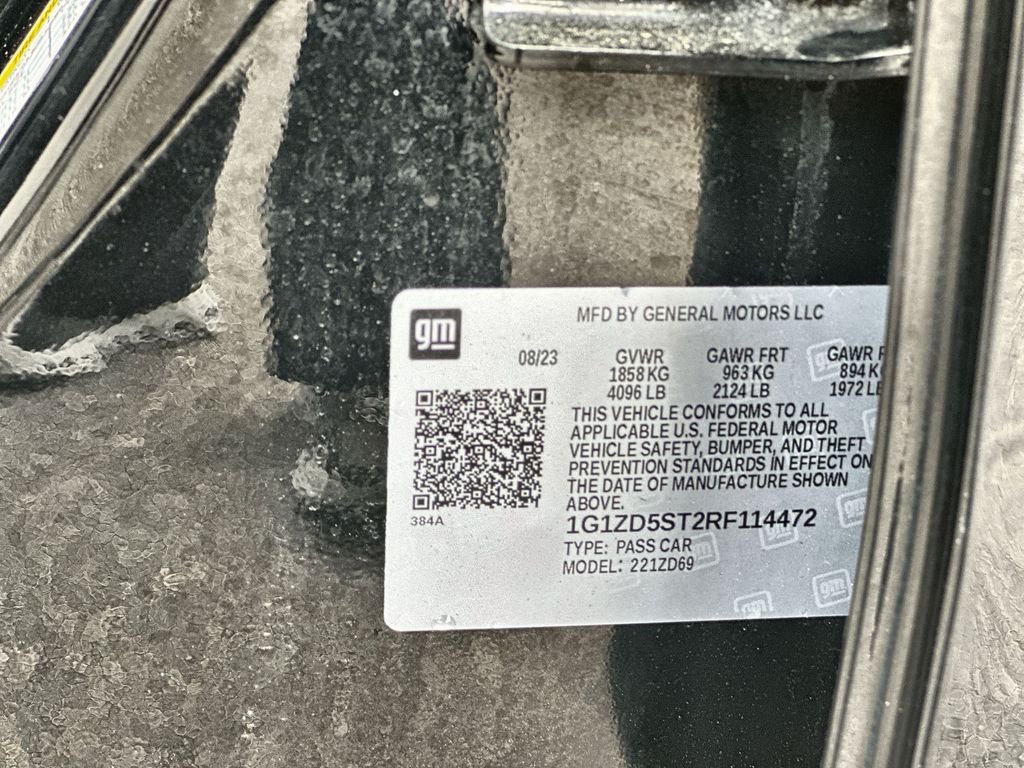 gm
MFD BY GENERAL MOTORS LLC
08/23 GVWR GAWR FRT GAWR
1858 KG 963 KG 894
4096 LB 2124 LB 1972
THIS VEHICLE CONFORMS TO ALL
APPLICABLE U.S. FEDERAL MOTOR
VEHICLE SAFETY, BUMPER, AND THEFT
PREVENTION STANDARDS IN EFFECT ON
THE DATE OF MANUFACTURE SHOWN
ABOVE.
384A
1G1ZD5ST2RF114472
TYPE: PASS CAR
MODEL: 221ZD69